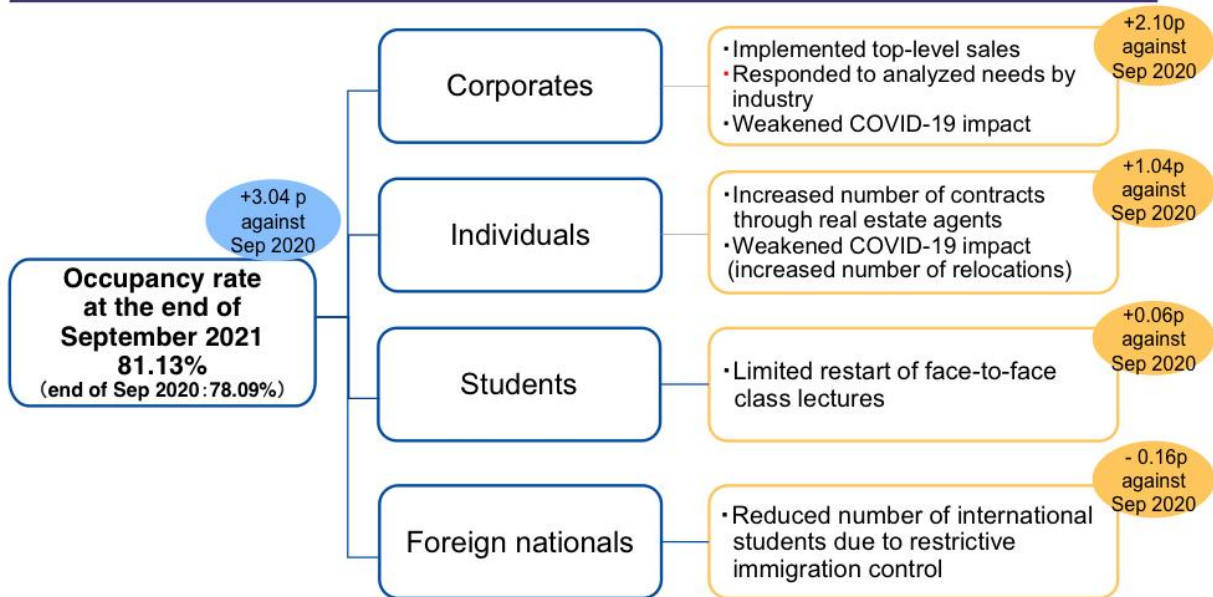 +3.04 p
against
Sep 2020
Occupancy rate
at the end of
September 2021
81.13%
(end of Sep 2020:78.09%)
Corporates
・Implemented top-level sales
・Responded to analyzed needs by
industry
・Weakened COVID-19 impact
+2.10p
against
Sep 2020
Individuals
・Increased number of contracts
through real estate agents
・Weakened COVID-19 impact
(increased number of relocations)
+1.04p
against
Sep 2020
Students
・Limited restart of face-to-face
class lectures
+0.06p
against
Sep 2020
Foreign nationals
・Reduced number of international
students due to restrictive
immigration control
- 0.16p
against
Sep 2020